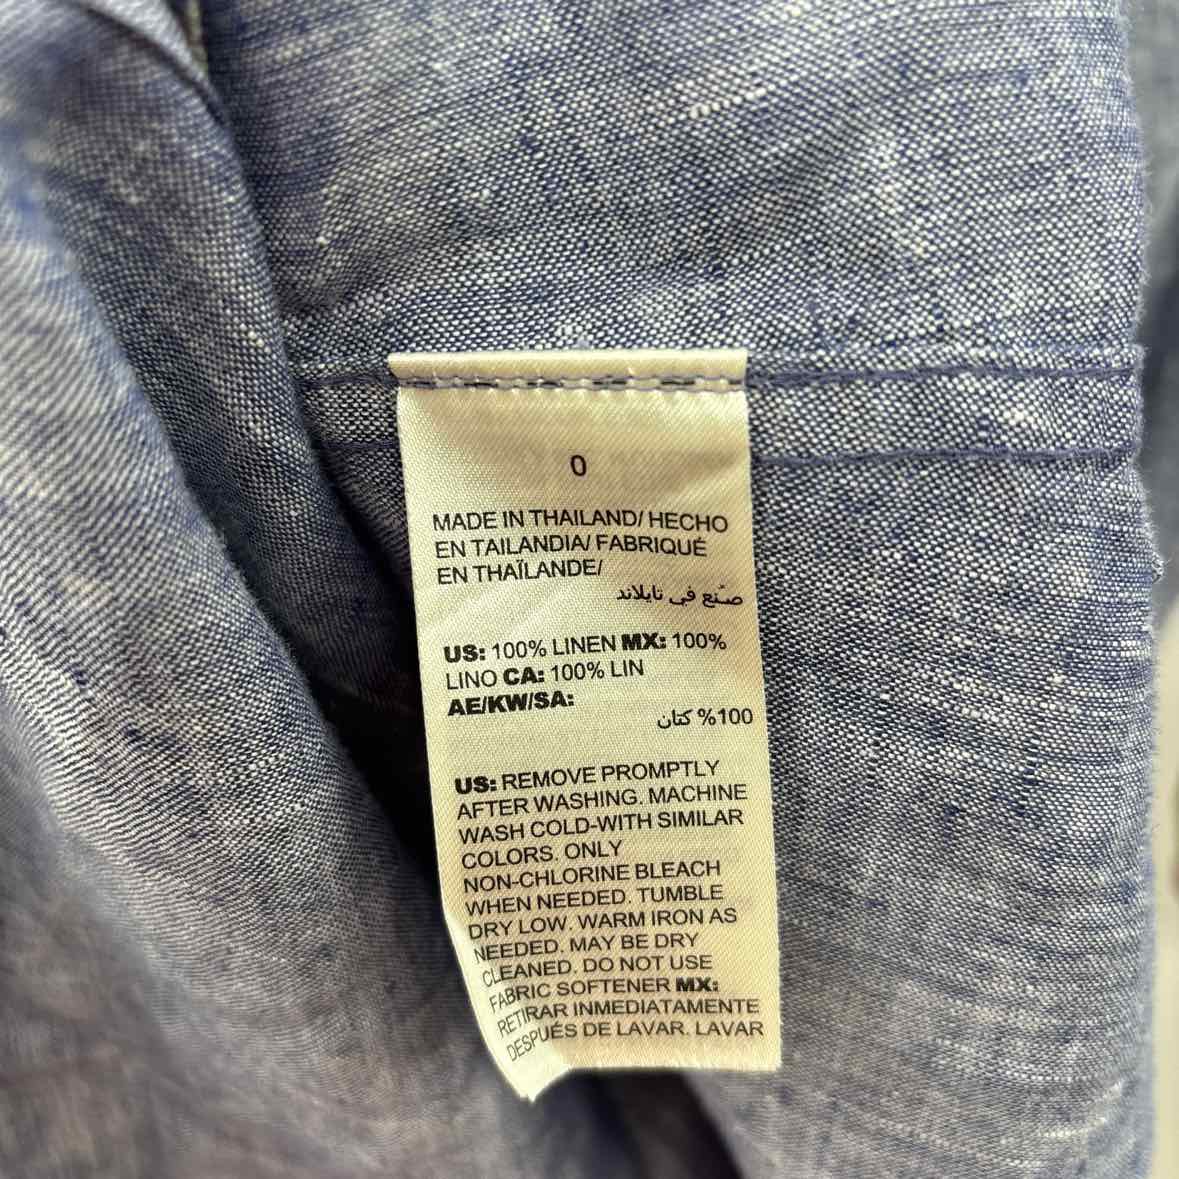 0
MADE IN THAILAND/ HECHO
EN TAILANDIA/ FABRIQUÉ
EN THAÏLANDE/
صنّع في تايلاند
US: 100% LINEN MX: 100%
LINO CA: 100% LIN
AE/KW/SA:
100% كتان
US: REMOVE PROMPTLY
AFTER WASHING. MACHINE
WASH COLD-WITH SIMILAR
COLORS. ONLY
NON-CHLORINE BLEACH
WHEN NEEDED. TUMBLE
DRY LOW. WARM IRON AS
NEEDED. MAY BE DRY
CLEANED. DO NOT USE
FABRIC SOFTENER MX:
RETIRAR INMEDIATAMENTE
DESPUÉS DE LAVAR. LAVAR